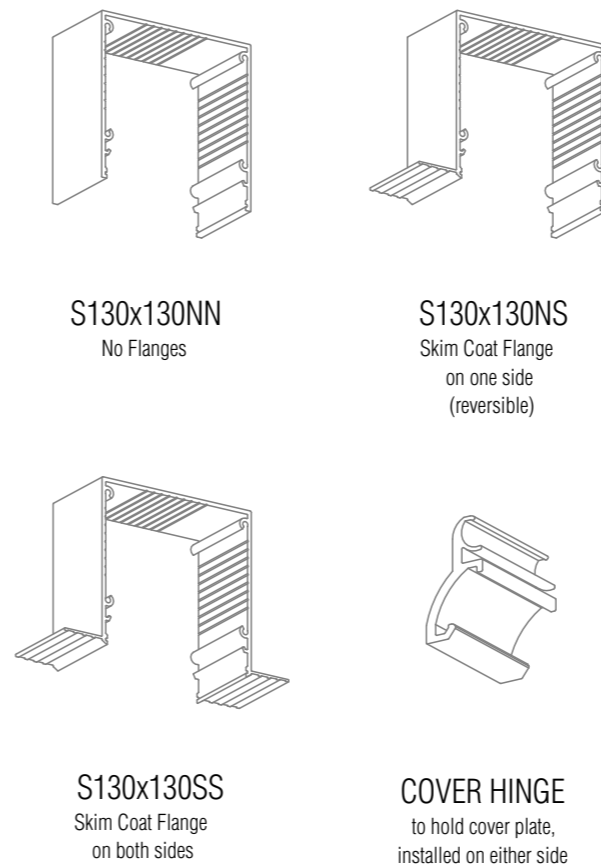 S130x130NN
No Flanges
S130x130NS
Skim Coat Flange
on one side
(reversible)
S130x130SS
Skim Coat Flange
on both sides
COVER HINGE
to hold cover plate,
installed on either side